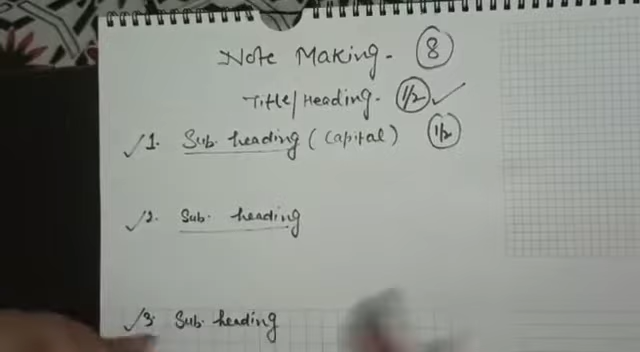 Note Making. 8
Title/Heading. 1/2 ✓
✓1. Sub. heading (Capital) 1/2
✓2. Sub. heading
✓3. Sub. heading